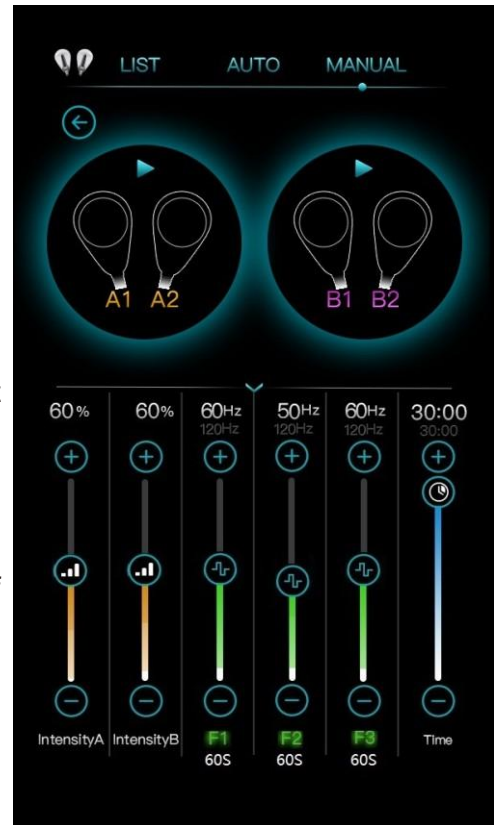 LIST AUTO MANUAL
A1 A2 B1 B2
60% 60% 60Hz 50Hz 60Hz 30:00
120Hz 120Hz 120Hz 30:00
IntensityA IntensityB F1 F2 F3 Time
60S 60S 60S